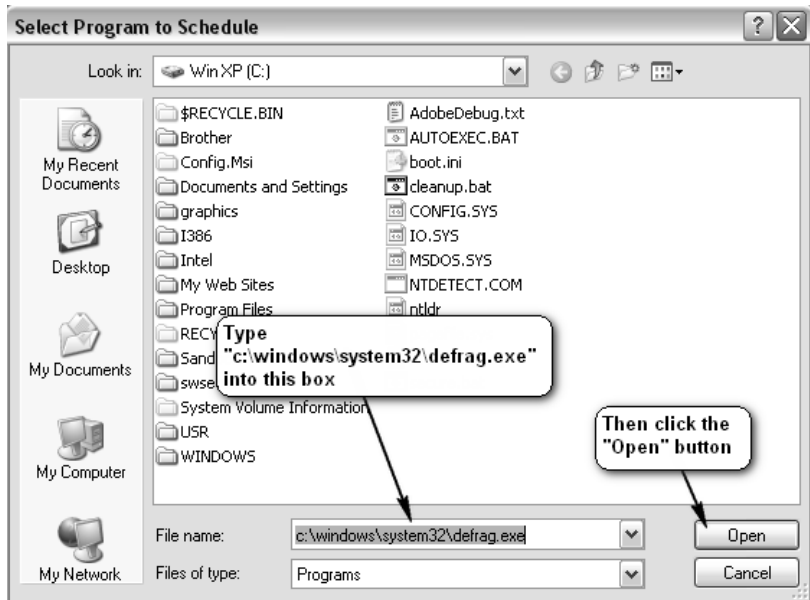 Select Program to Schedule
Look in:
Win XP (C:)
My Recent
Documents
Desktop
My Documents
My Computer
My Network
$RECYCLE.BIN
Brother
Config.Msi
Documents and Settings
graphics
I386
Intel
My Web Sites
Program Files
RECY
Sand
swse
System Volume Information
USR
WINDOWS
AdobeDebug.txt
AUTOEXEC.BAT
boot.ini
cleanup.bat
CONFIG.SYS
IO.SYS
MSDOS.SYS
NTDETECT.COM
ntldr
Type
"c:\windows\system32\defrag.exe"
into this box
Then click the
"Open" button
File name:
c:\windows\system32\defrag.exe
Open
Files of type:
Programs
Cancel